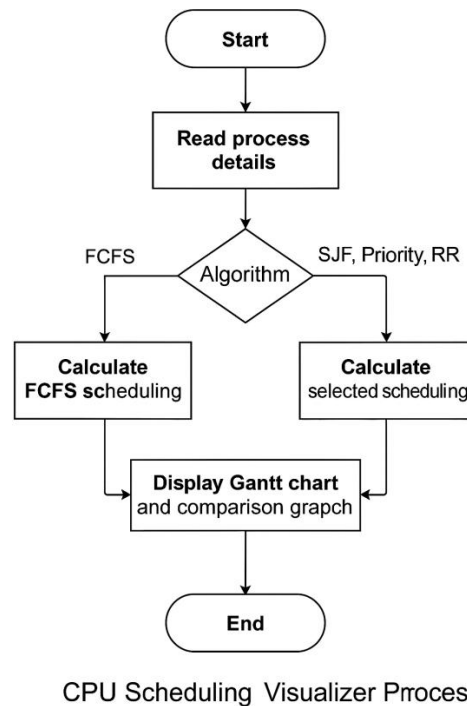 Start
Read process
details
FCFS
Algorithm
SJF, Priority, RR
Calculate
FCFS scheduling
Calculate
selected scheduling
Display Gantt chart
and comparison grapch
End
CPU Scheduling Visualizer Process